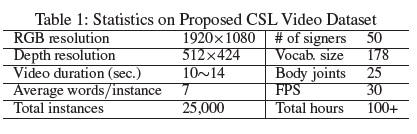 Table 1: Statistics on Proposed CSL Video Dataset
RGB resolution 1920×1080 # of signers 50
Depth resolution 512×424 Vocab. size 178
Video duration (sec.) 10∼14 Body joints 25
Average words/instance 7 FPS 30
Total instances 25,000 Total hours 100+